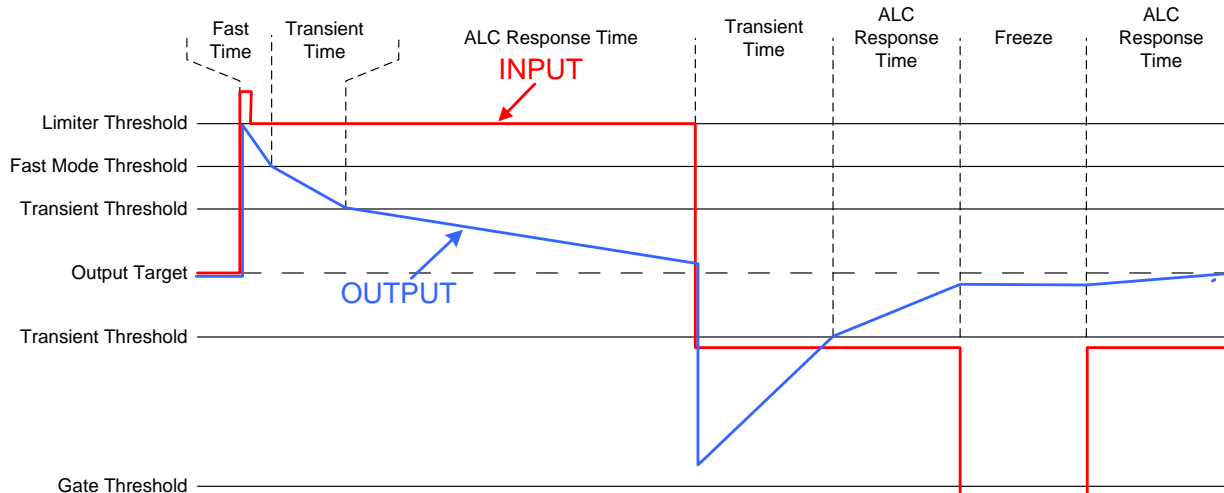 Fast
Time
Transient
Time
ALC Response Time
Transient
Time
ALC
Response
Time
Freeze
ALC
Response
Time
INPUT
Limiter Threshold
Fast Mode Threshold
Transient Threshold
Output Target
OUTPUT
Transient Threshold
Gate Threshold